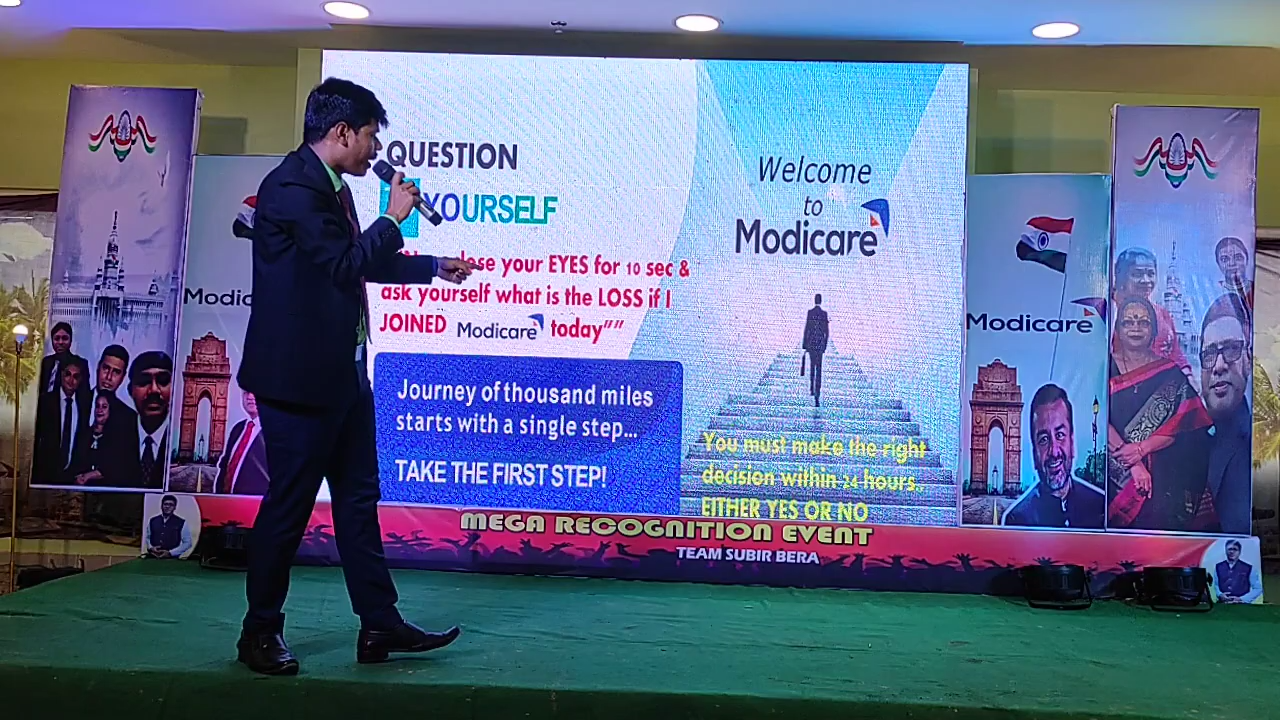 QUESTION
YOURSELF
your EYES for 10 sec &
ask yourself what is the LOSS if I
JOINED Modicare today""
Journey of thousand miles
starts with a single step...
TAKE THE FIRST STEP!
Welcome
to
Modicare
You must make the right
decision within 24 hours..
EITHER YES OR NO
Modic
Modicare
MEGA RECOGNITION EVENT
TEAM SUBIR BERA